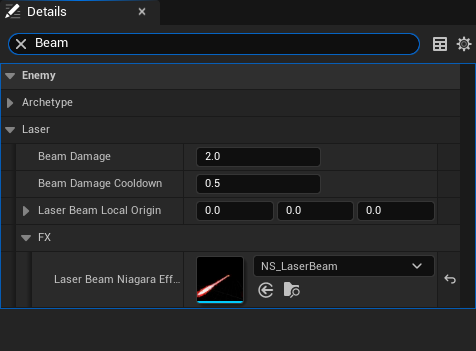 Details
Beam
Enemy
Archetype
Laser
Beam Damage 2.0
Beam Damage Cooldown 0.5
Laser Beam Local Origin 0.0 0.0 0.0
FX
Laser Beam Niagara Eff... NS_LaserBeam